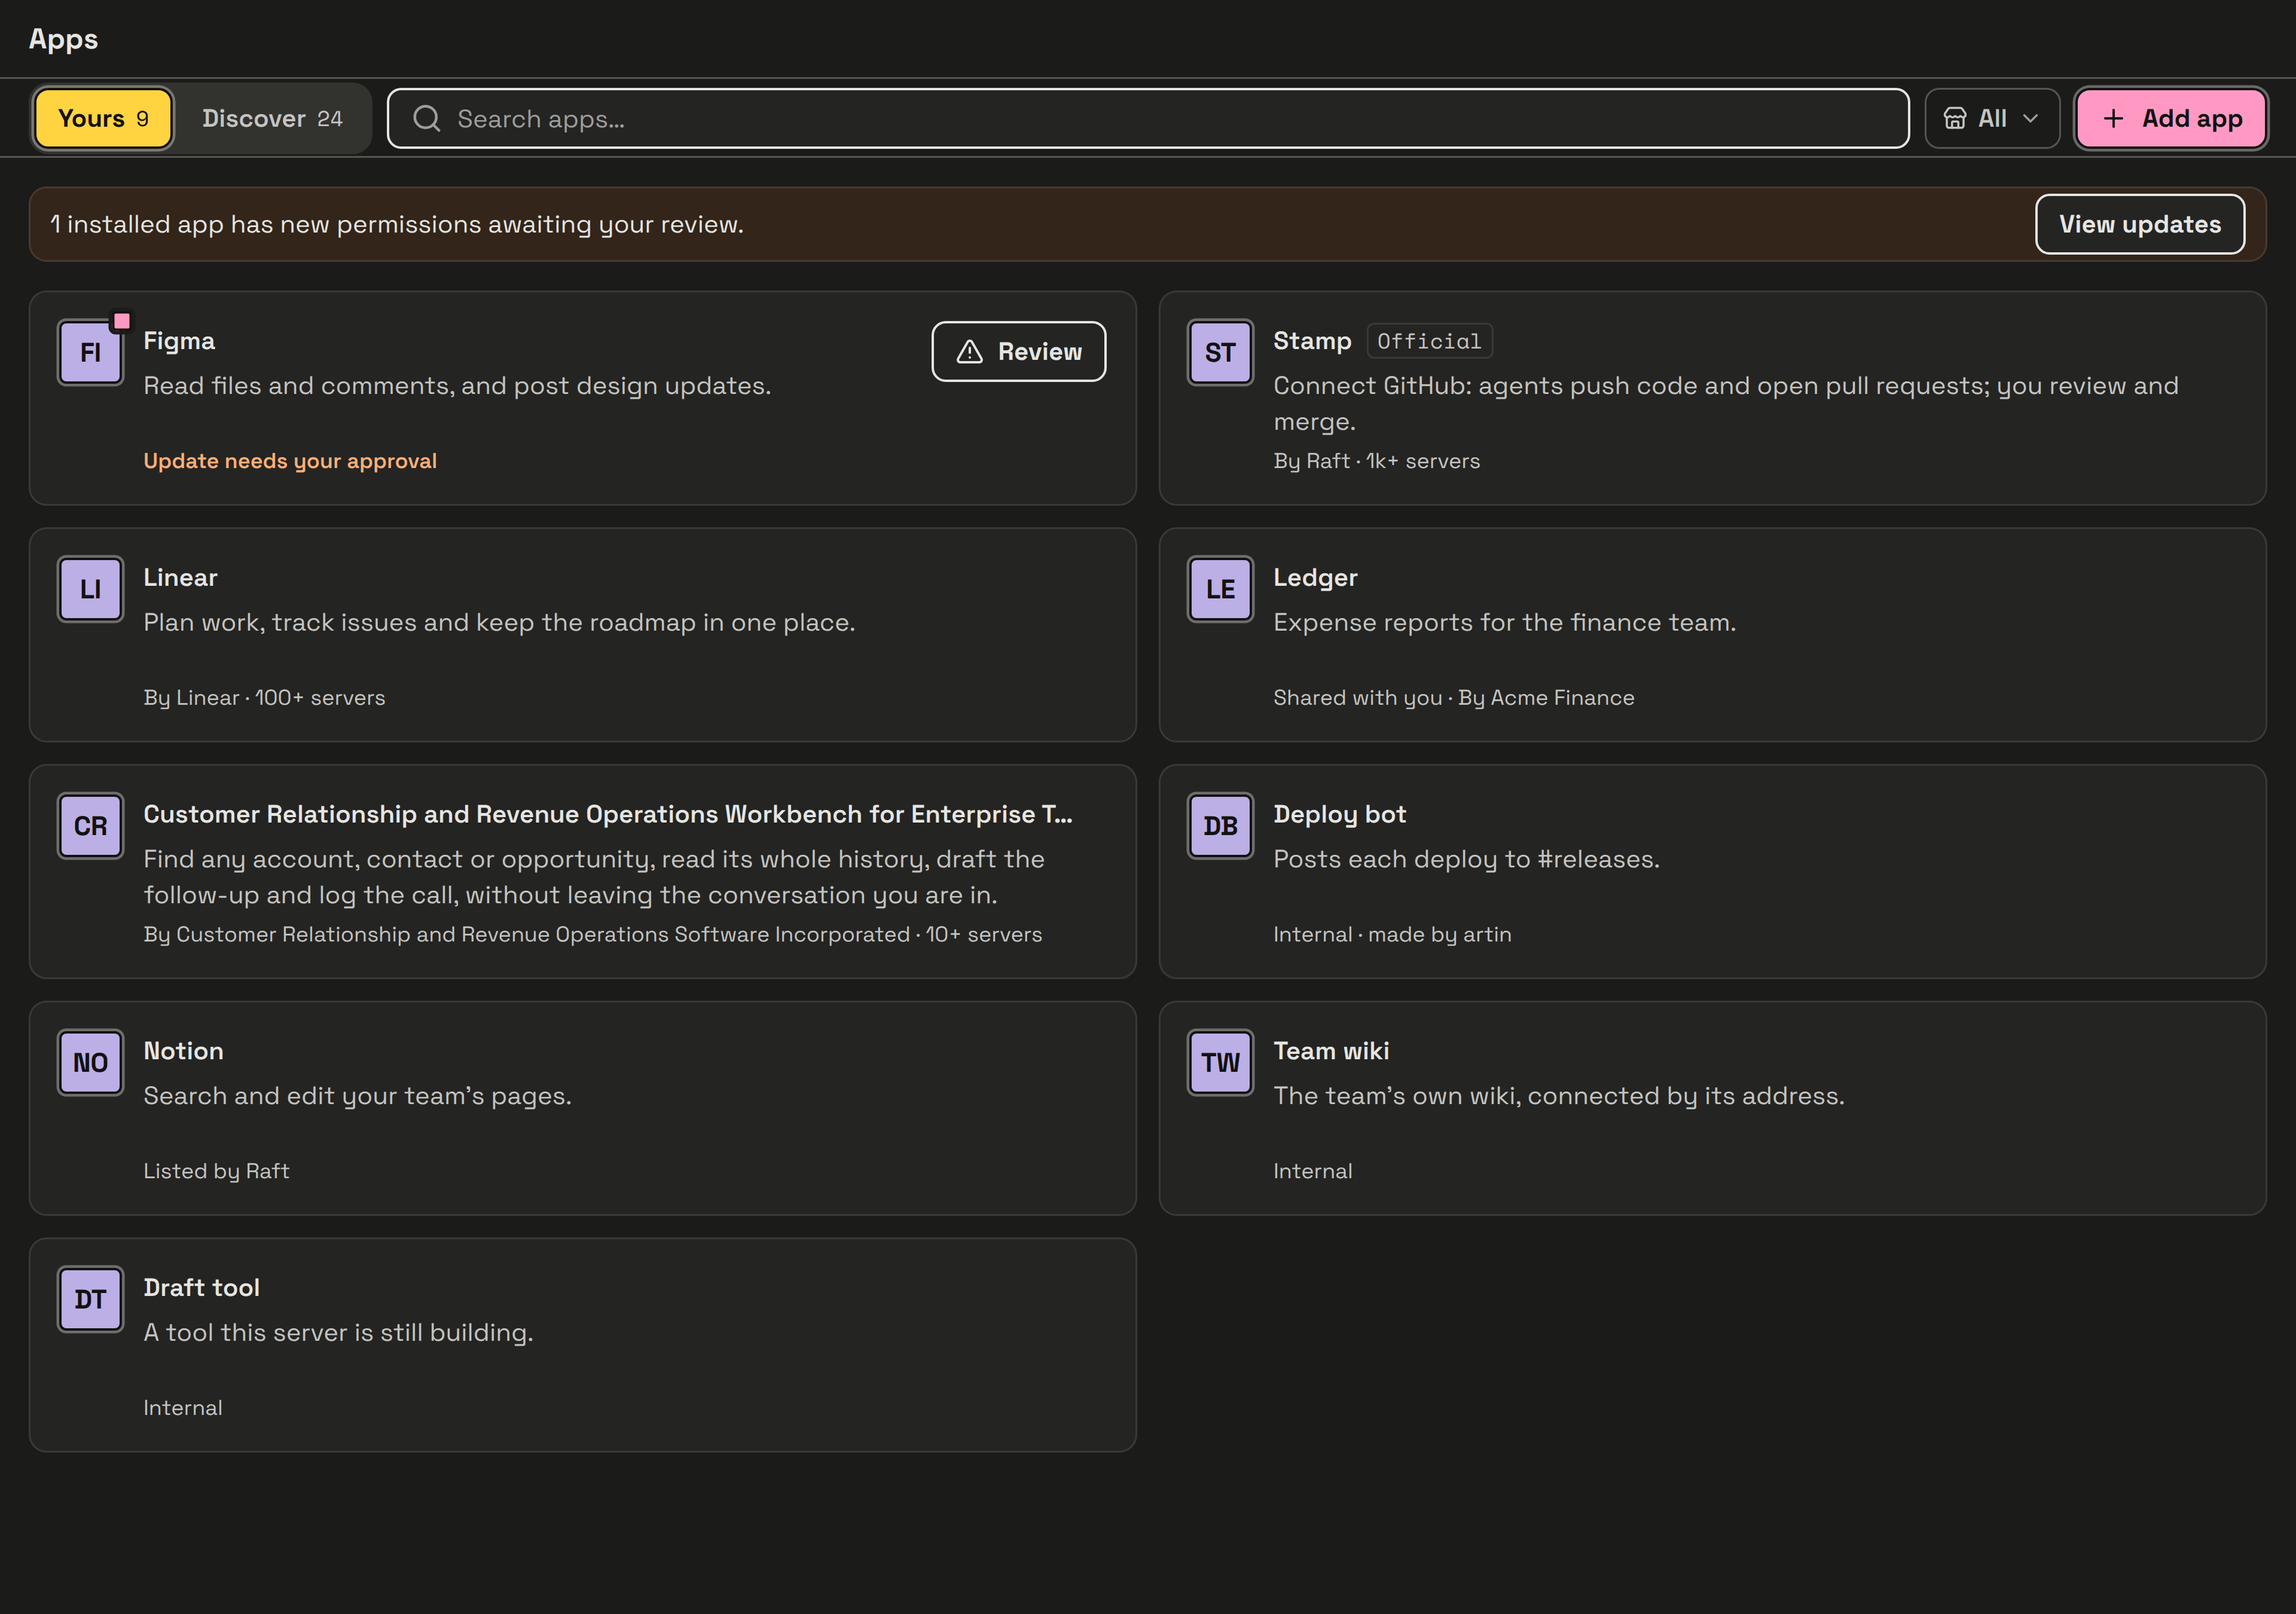 Apps
Yours 9
Discover 24
Search apps...
All
Add app
1 installed app has new permissions awaiting your review.
View updates
FI
Figma
Read files and comments, and post design updates.
Update needs your approval
Review
ST
Stamp
Official
Connect GitHub: agents push code and open pull requests; you review and
merge.
By Raft · 1k+ servers
LI
Linear
Plan work, track issues and keep the roadmap in one place.
By Linear · 100+ servers
LE
Ledger
Expense reports for the finance team.
Shared with you · By Acme Finance
CR
Customer Relationship and Revenue Operations Workbench for Enterprise T...
Find any account, contact or opportunity, read its whole history, draft the
follow-up and log the call, without leaving the conversation you are in.
By Customer Relationship and Revenue Operations Software Incorporated · 10+ servers
DB
Deploy bot
Posts each deploy to #releases.
Internal · made by artin
NO
Notion
Search and edit your team’s pages.
Listed by Raft
TW
Team wiki
The team’s own wiki, connected by its address.
Internal
DT
Draft tool
A tool this server is still building.
Internal